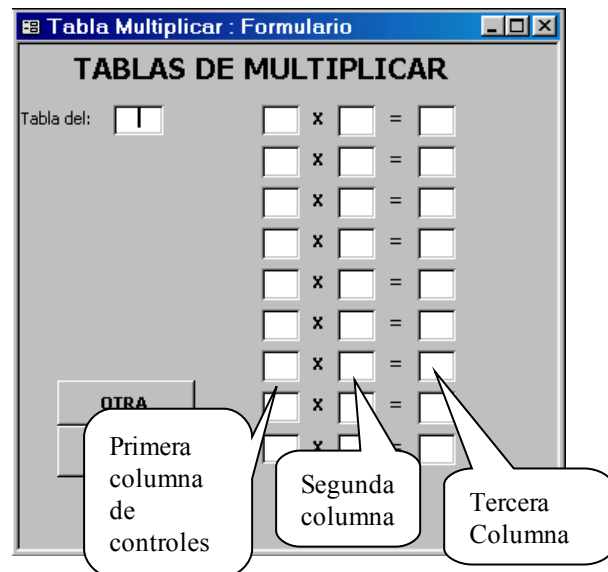 Tabla Multiplicar : Formulario
TABLAS DE MULTIPLICAR
Tabla del:
x =
x =
x =
x =
x =
x =
x =
x =
x =
OTRA
Primera
columna
de
controles
Segunda
columna
Tercera
Columna